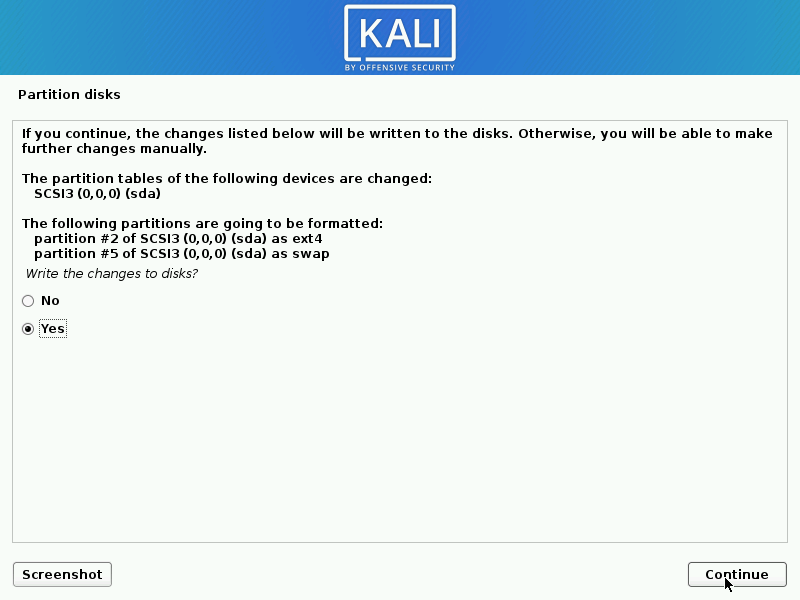 KALI
BY OFFENSIVE SECURITY
Partition disks
If you continue, the changes listed below will be written to the disks. Otherwise, you will be able to make
further changes manually.
The partition tables of the following devices are changed:
SCSI3 (0,0,0) (sda)
The following partitions are going to be formatted:
partition #2 of SCSI3 (0,0,0) (sda) as ext4
partition #5 of SCSI3 (0,0,0) (sda) as swap
Write the changes to disks?
No
Yes
Screenshot
Continue